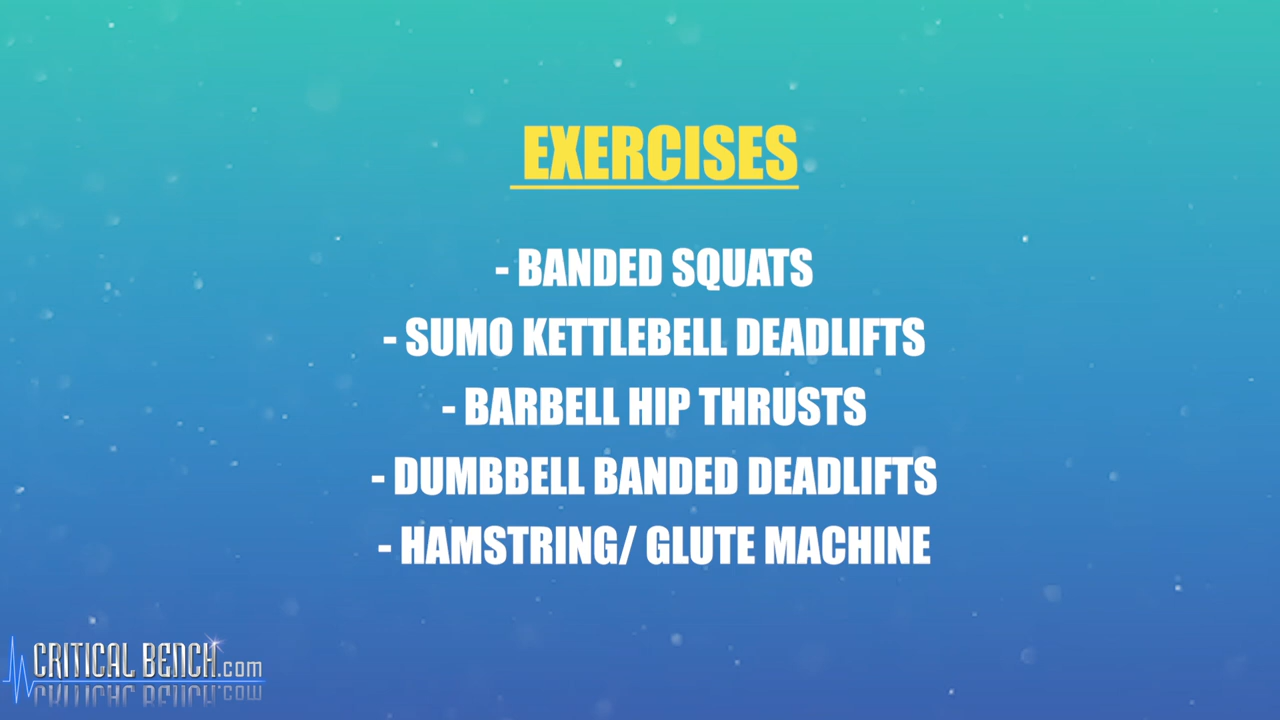 EXERCISES
- BANDED SQUATS
- SUMO KETTLEBELL DEADLIFTS
- BARBELL HIP THRUSTS
- DUMBBELL BANDED DEADLIFTS
- HAMSTRING/ GLUTE MACHINE
CRITICAL BENCH.com